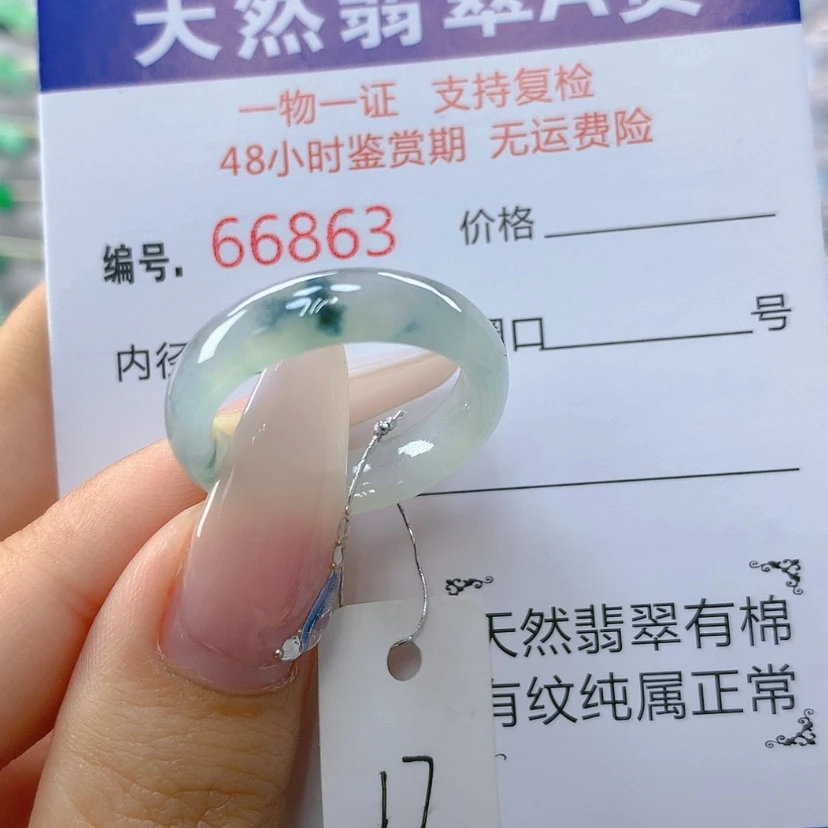 天然翡翠A货
一物一证 支持复检
48小时鉴赏期 无运费险
编号. 66863
价格
内径
口 号
天然翡翠有棉
有纹纯属正常
17